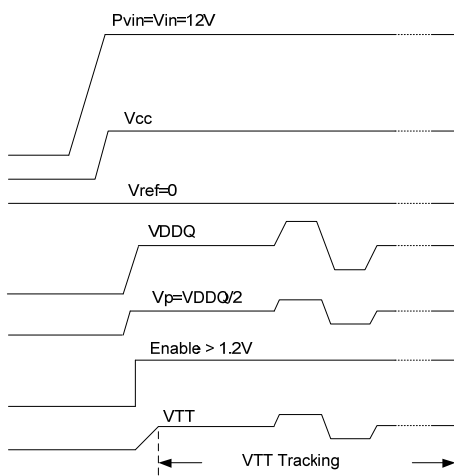 Pvin=Vin=12V
Vcc
Vref=0
VDDQ
Vp=VDDQ/2
Enable > 1.2V
VTT
VTT Tracking